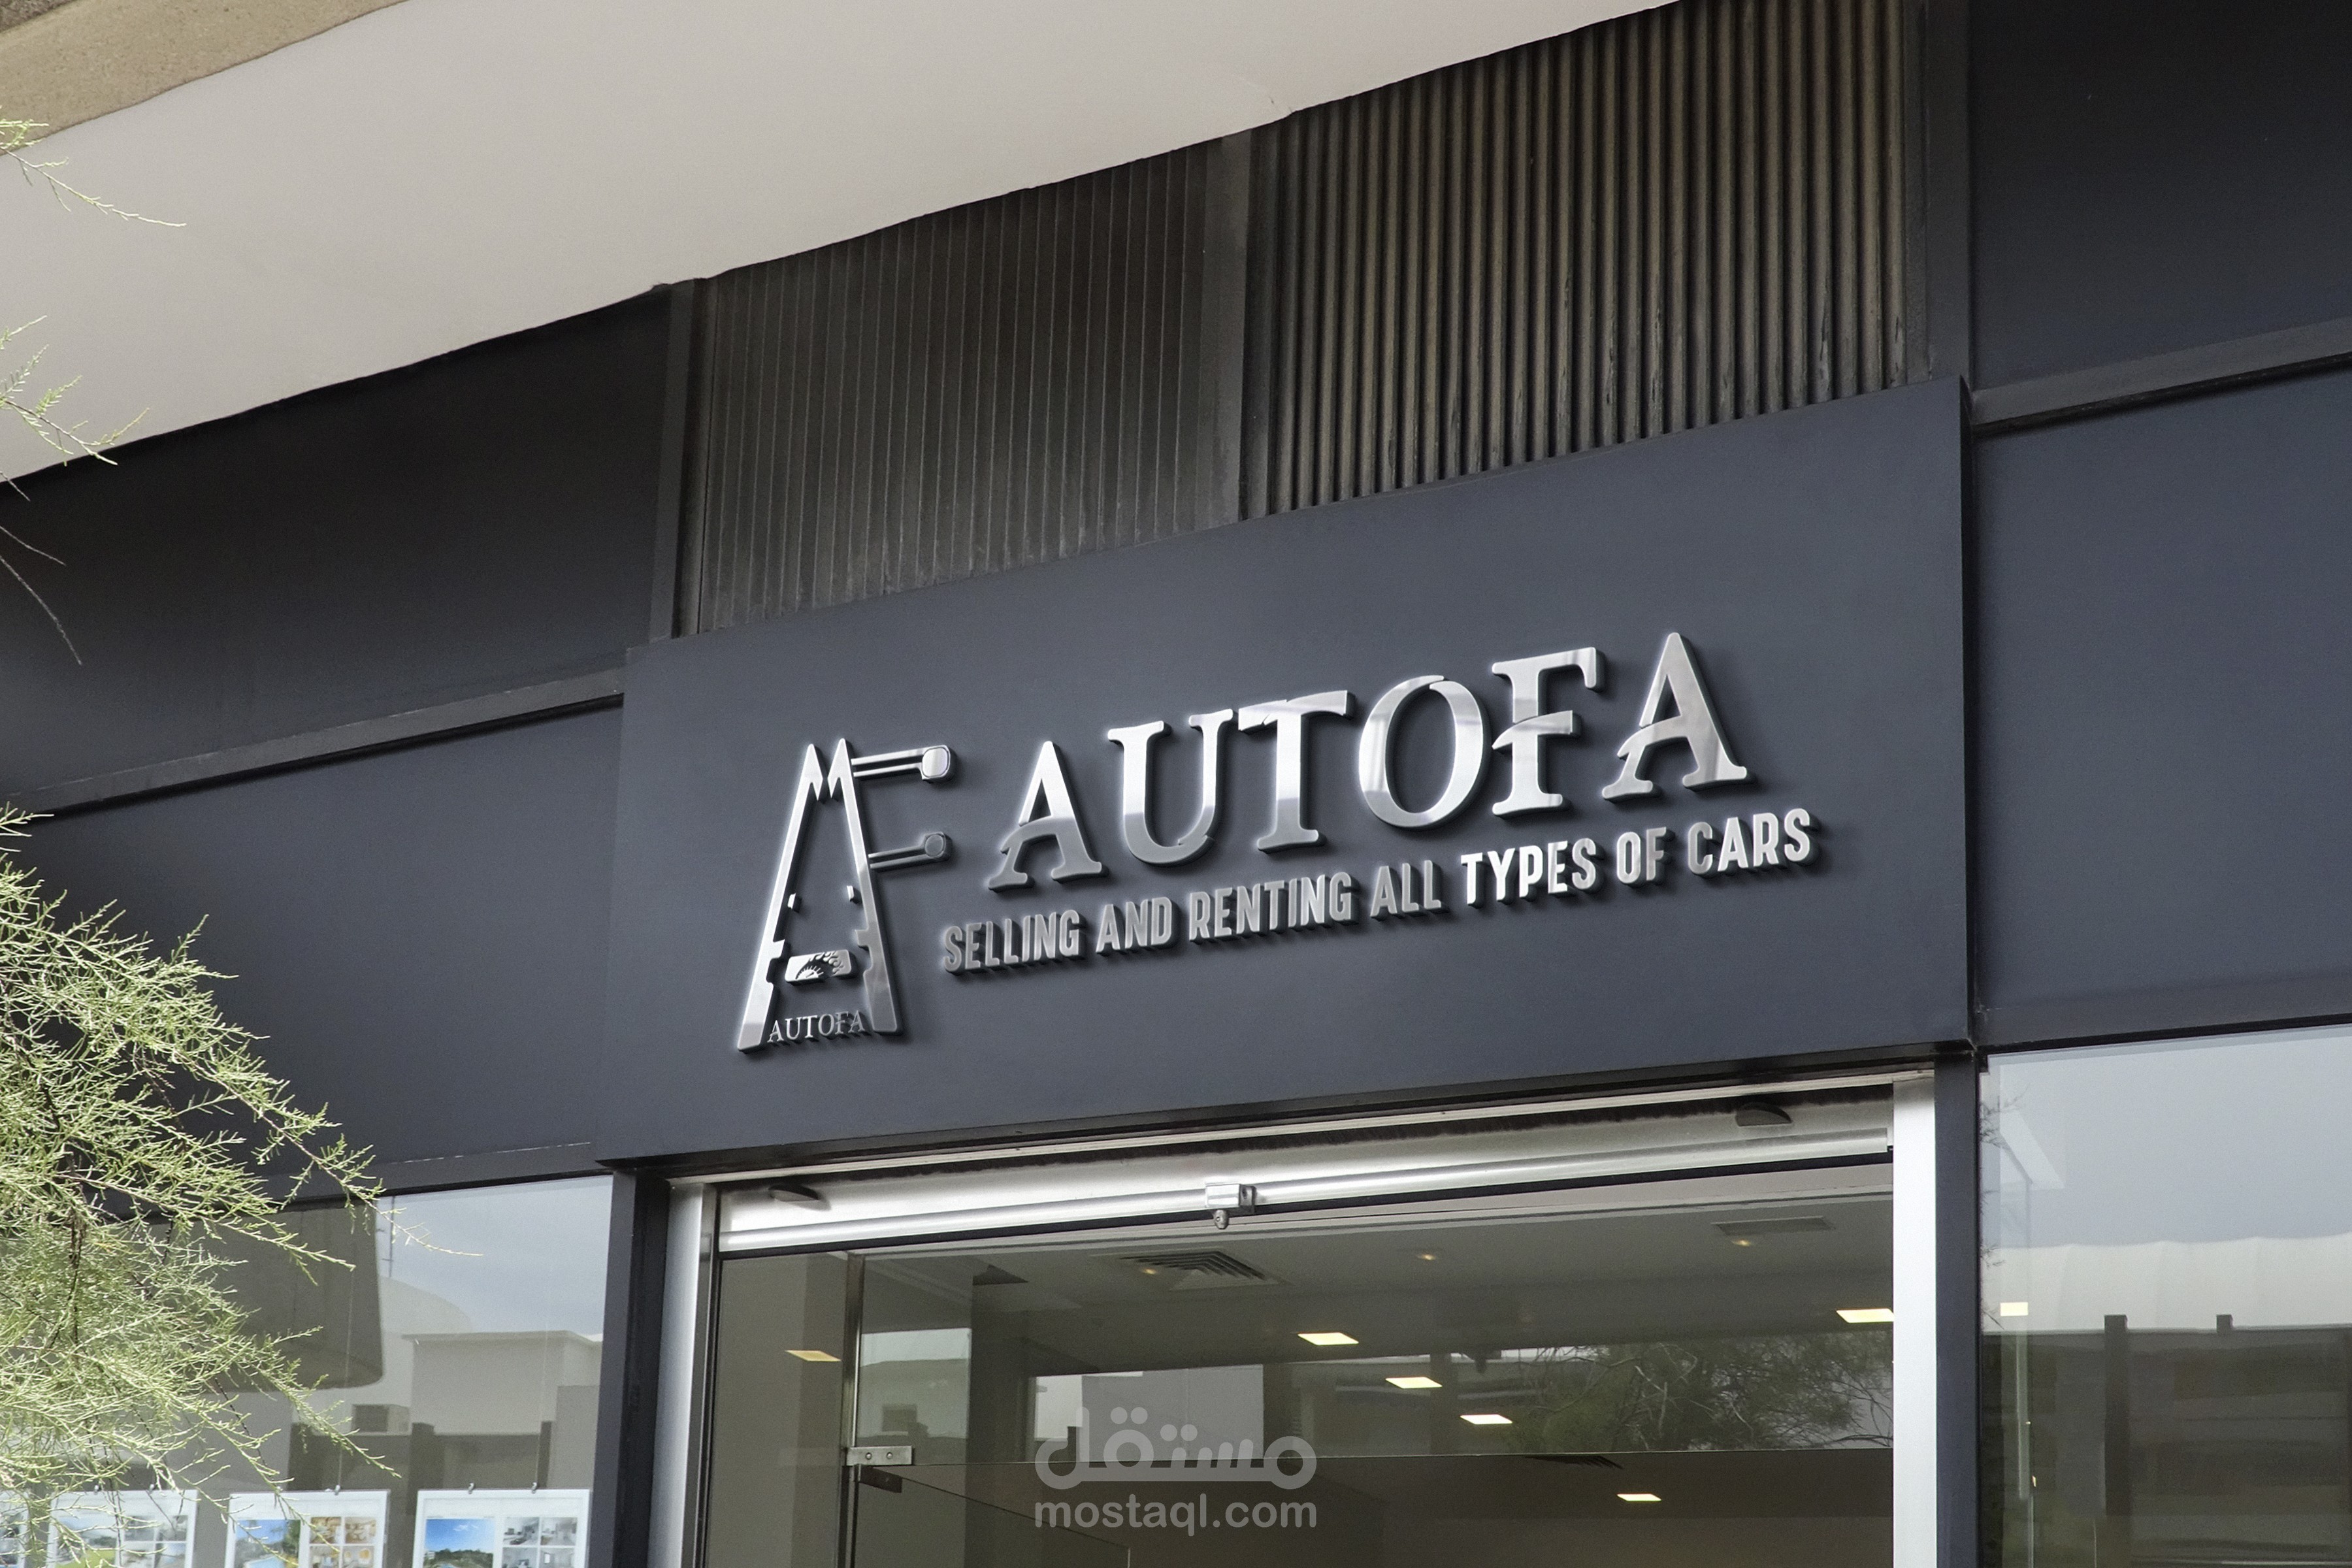 AUTOFA
SELLING AND RENTING ALL TYPES OF CARS
AUTOFA
مستقل
mostaql.com